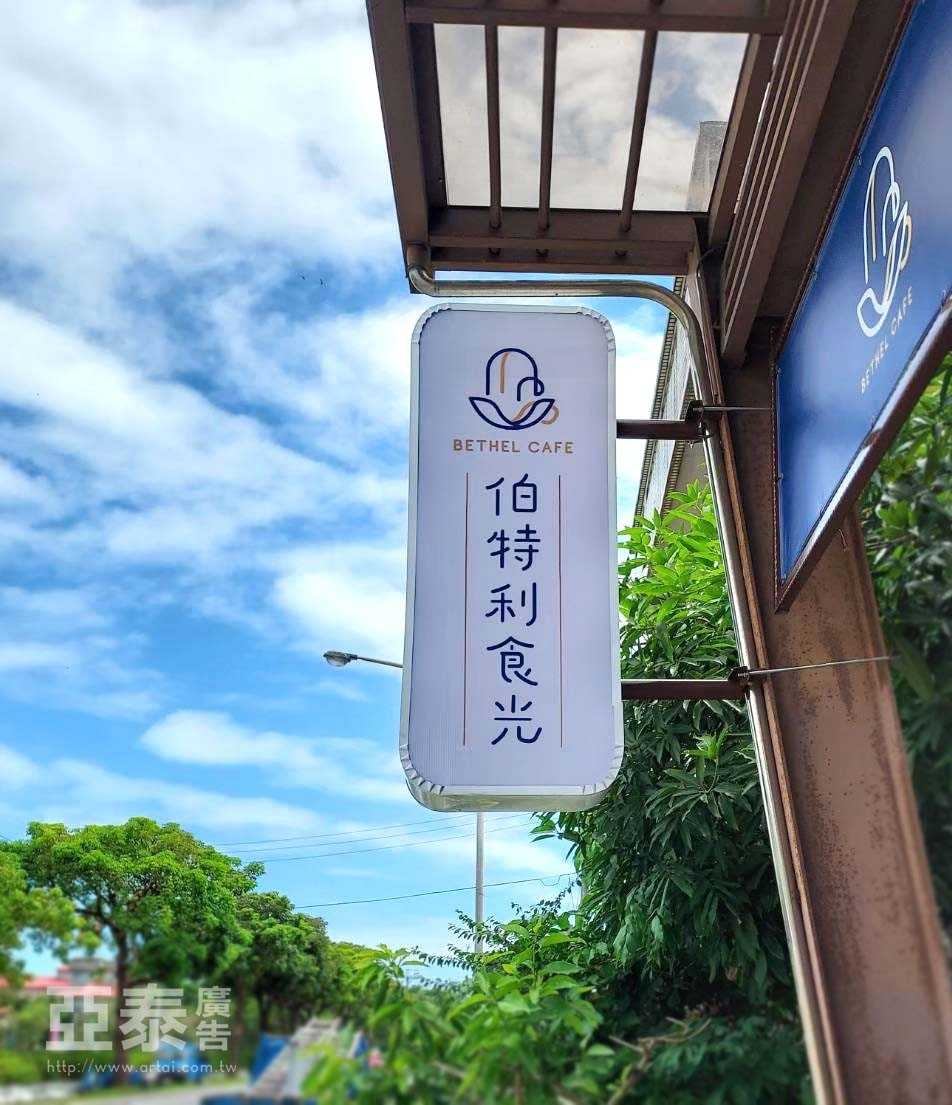 BETHEL CAFE
伯特利食光
BETHEL CAFE
亞泰廣告
http://www.artai.com.tw